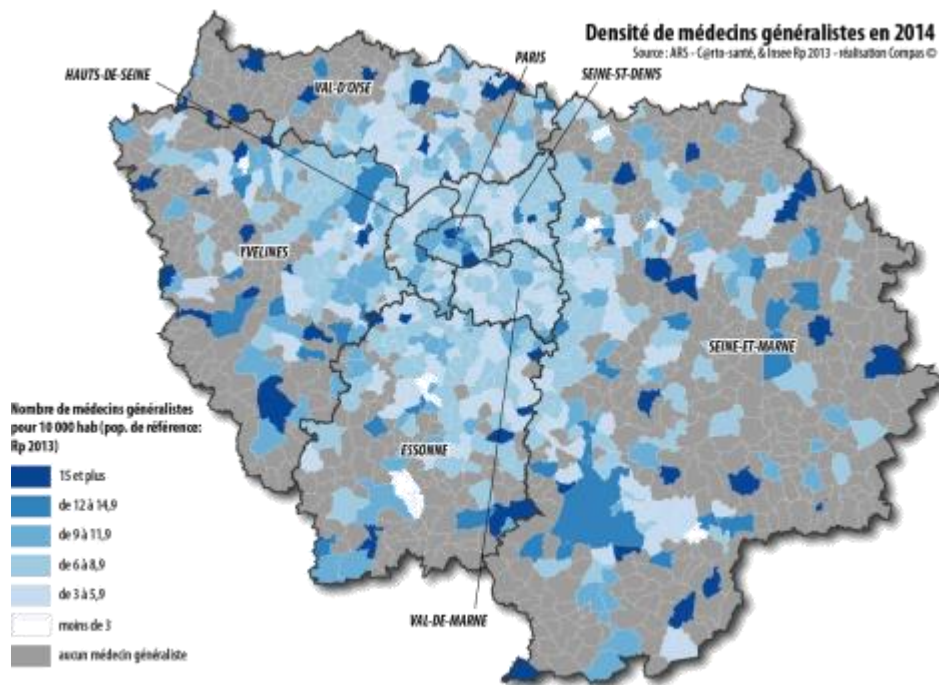 Densité de médecins généralistes en 2014
Source : ARS - C@rto-santé, & Insee Rp 2013 - réalisation Compas ©
PARIS
HAUTS-DE-SEINE
SEINE-ST-DENIS
VAL-D'OISE
YVELINES
SEINE-ET-MARNE
ESSONNE
VAL-DE-MARNE
Nombre de médecins généralistes
pour 10 000 hab (pop. de référence:
Rp 2013)
15 et plus
de 12 à 14,9
de 9 à 11,9
de 6 à 8,9
de 3 à 5,9
moins de 3
aucun médecin généraliste